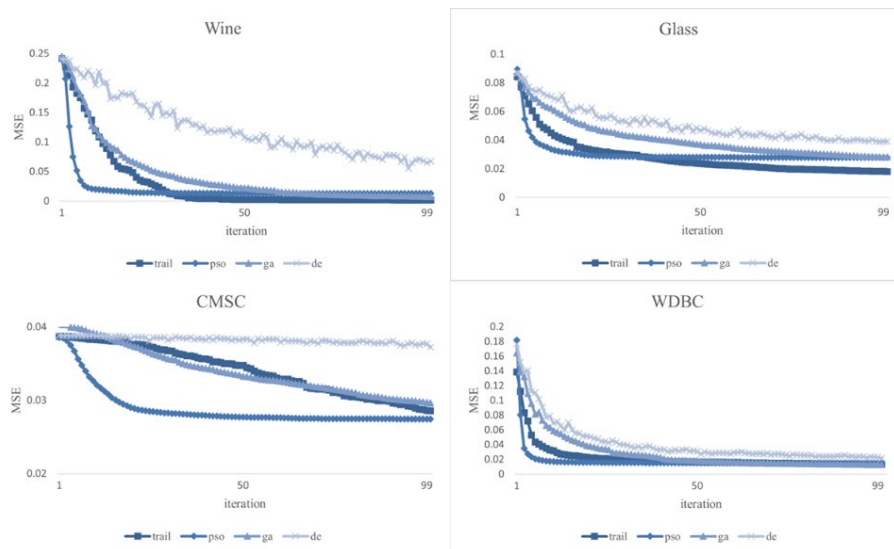 Wine
0.25
0.2
0.15
0.1
0.05
0
MSE
1
50
99
iteration
trail pso ga de
Glass
0.1
0.08
0.06
0.04
0.02
0
MSE
1
50
99
iteration
trail pso ga de
CMSC
0.04
0.03
0.02
MSE
1
50
99
iteration
trail pso ga de
WDBC
0.2
0.18
0.16
0.14
0.12
0.1
0.08
0.06
0.04
0.02
0
MSE
1
50
99
iteration
trail pso ga de